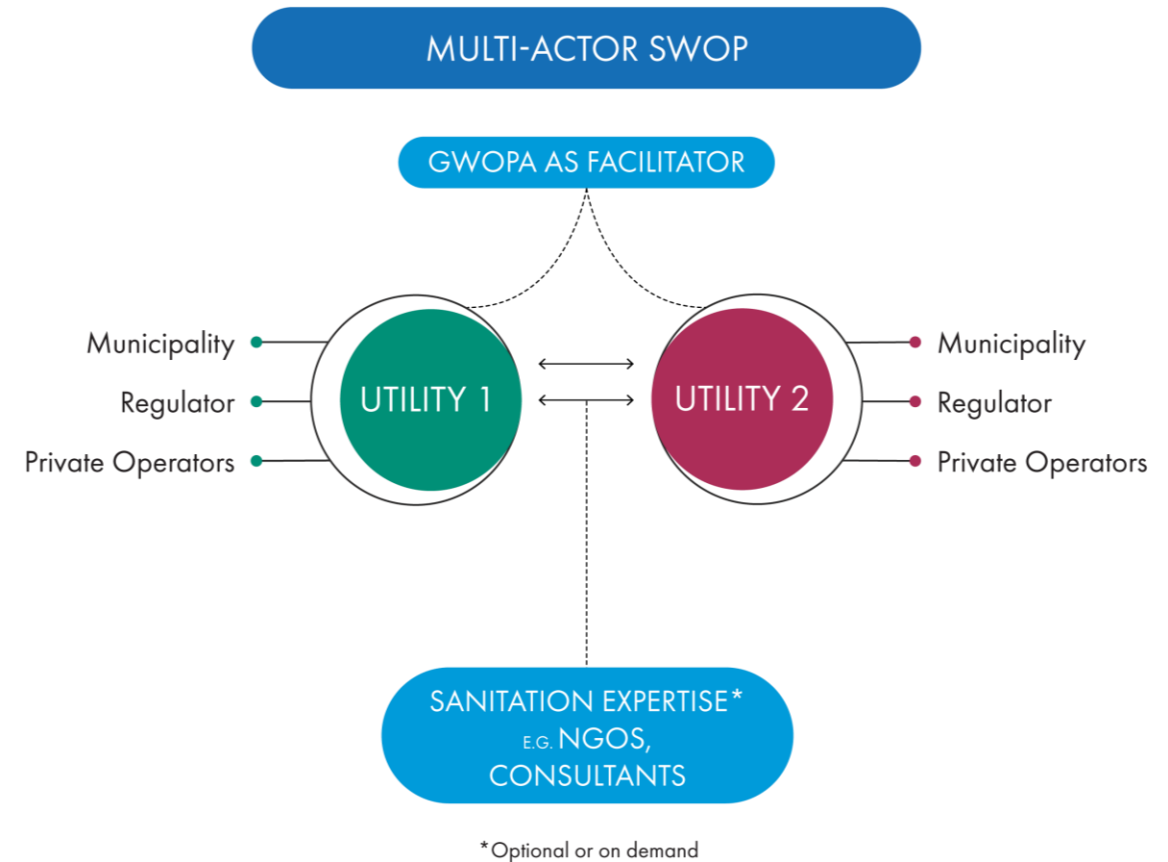 MULTI-ACTOR SWOP
GWOPA AS FACILITATOR
Municipality
Regulator
Private Operators
UTILITY 1
UTILITY 2
Municipality
Regulator
Private Operators
SANITATION EXPERTISE*
E.G. NGOS,
CONSULTANTS
*Optional or on demand